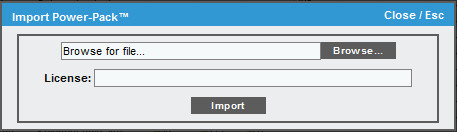 Import Power-Pack™ Close / Esc
Browse for file... Browse...
License:
Import